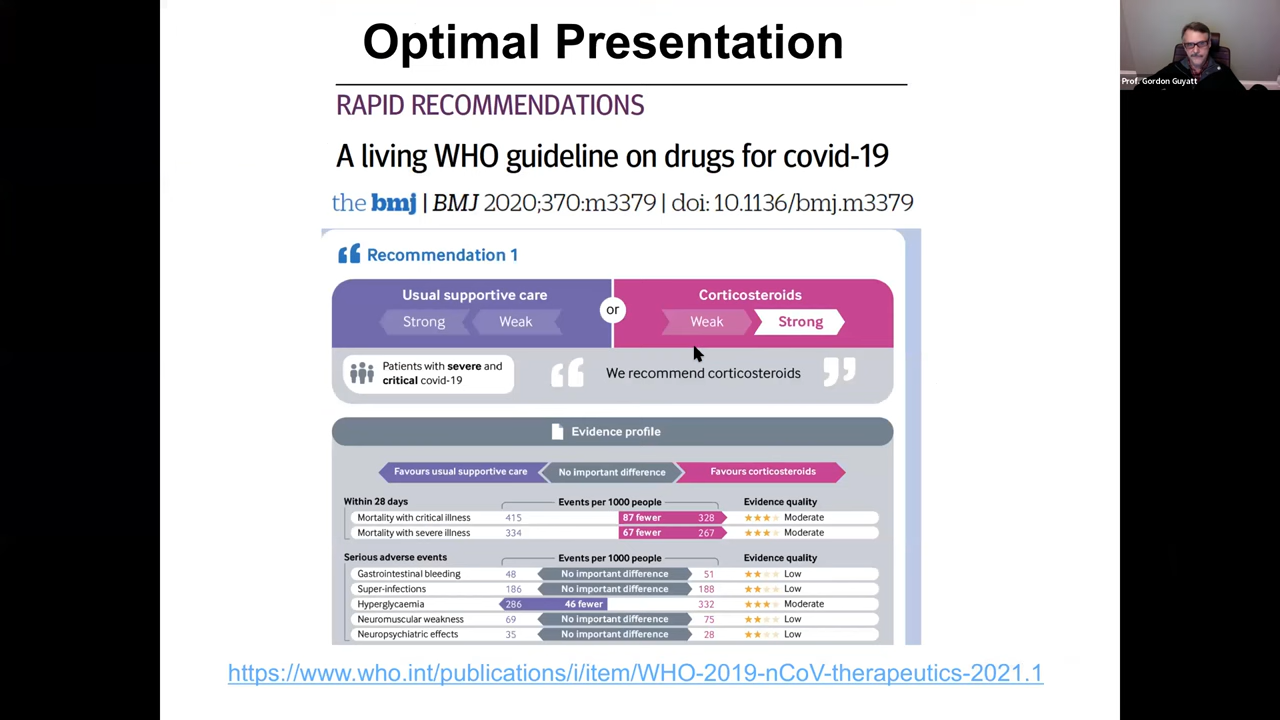 Optimal Presentation
Prof. Gordon Guyatt
RAPID RECOMMENDATIONS
A living WHO guideline on drugs for covid-19
the bmj | BMJ 2020;370:m3379 | doi: 10.1136/bmj.m3379
Recommendation 1
Usual supportive care or Corticosteroids
Strong Weak Weak Strong
Patients with severe and
critical covid-19
We recommend corticosteroids
Evidence profile
Favours usual supportive care No important difference Favours corticosteroids
Within 28 days Events per 1000 people Evidence quality
Mortality with critical illness 415 87 fewer 328 Moderate
Mortality with severe illness 334 67 fewer 267 Moderate
Serious adverse events Events per 1000 people Evidence quality
Gastrointestinal bleeding 48 No important difference 51 Low
Super-infections 186 No important difference 188 Low
Hyperglycaemia 286 46 fewer 332 Moderate
Neuromuscular weakness 69 No important difference 75 Low
Neuropsychiatric effects 35 No important difference 28 Low
https://www.who.int/publications/i/item/WHO-2019-nCoV-therapeutics-2021.1